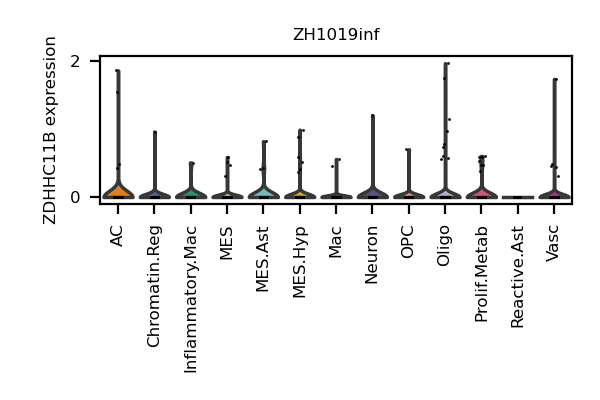 ZH1019inf
ZDHHC11B expression
2
0
AC
Chromatin.Reg
Inflammatory.Mac
MES
MES.Ast
MES.Hyp
Mac
Neuron
OPC
Oligo
Prolif.Metab
Reactive.Ast
Vasc